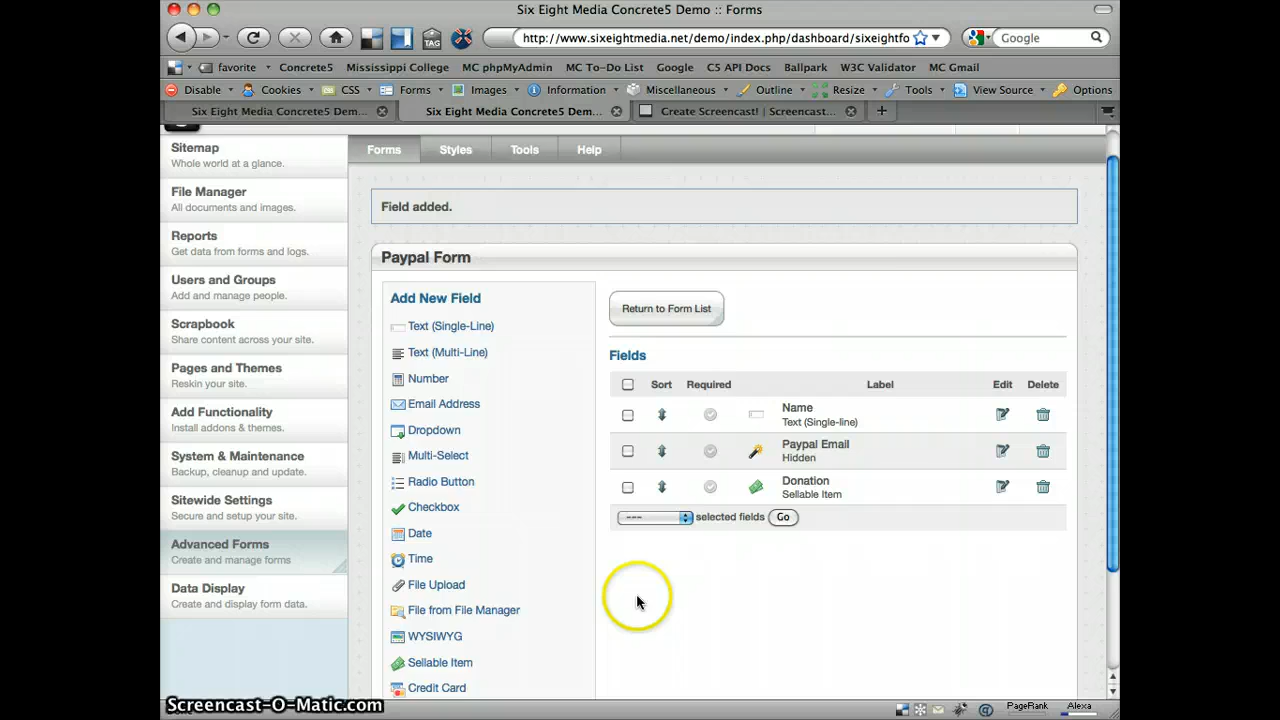 Six Eight Media Concrete5 Demo :: Forms
http://www.sixeightmedia.net/demo/index.php/dashboard/sixeightfo
Google
TAG
favorite Concrete5 Mississippi College MC phpMyAdmin MC To-Do List Google C5 API Docs Ballpark W3C Validator MC Gmail
Disable Cookies CSS Forms Images Information Miscellaneous Outline Resize Tools View Source Options
Six Eight Media Concrete5 Dem... Six Eight Media Concrete5 Dem... Create Screencast! | Screencast...
Sitemap
Whole world at a glance.
File Manager
All documents and images.
Reports
Get data from forms and logs.
Users and Groups
Add and manage people.
Scrapbook
Share content across your site.
Pages and Themes
Reskin your site.
Add Functionality
Install addons & themes.
System & Maintenance
Backup, cleanup and update.
Sitewide Settings
Secure and setup your site.
Advanced Forms
Create and manage forms
Data Display
Create and display form data.
Forms Styles Tools Help
Field added.
Paypal Form
Add New Field
Text (Single-Line)
Text (Multi-Line)
Number
Email Address
Dropdown
Multi-Select
Radio Button
Checkbox
Date
Time
File Upload
File from File Manager
WYSIWYG
Sellable Item
Credit Card
Return to Form List
Fields
Sort Required Label Edit Delete
Name
Text (Single-line)
Paypal Email
Hidden
Donation
Sellable Item
--- selected fields Go
Screencast-O-Matic.com
PageRank Alexa